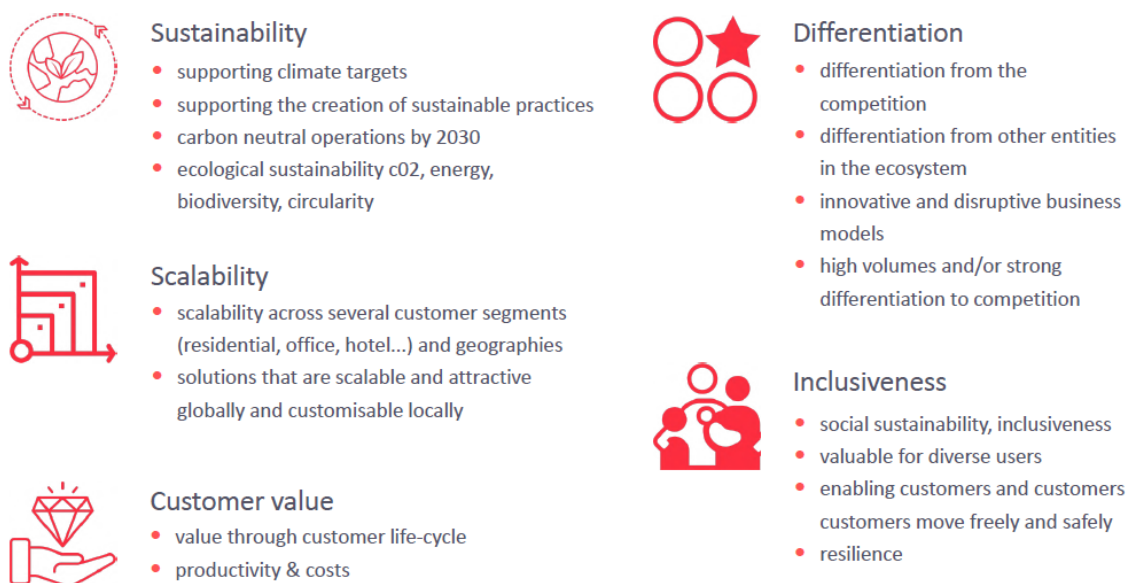 Sustainability
• supporting climate targets
• supporting the creation of sustainable practices
• carbon neutral operations by 2030
• ecological sustainability c02, energy,
biodiversity, circularity
Scalability
• scalability across several customer segments
(residential, office, hotel...) and geographies
• solutions that are scalable and attractive
globally and customisable locally
Customer value
• value through customer life-cycle
• productivity & costs
Differentiation
• differentiation from the
competition
• differentiation from other entities
in the ecosystem
• innovative and disruptive business
models
• high volumes and/or strong
differentiation to competition
Inclusiveness
• social sustainability, inclusiveness
• valuable for diverse users
• enabling customers and customers
customers move freely and safely
• resilience